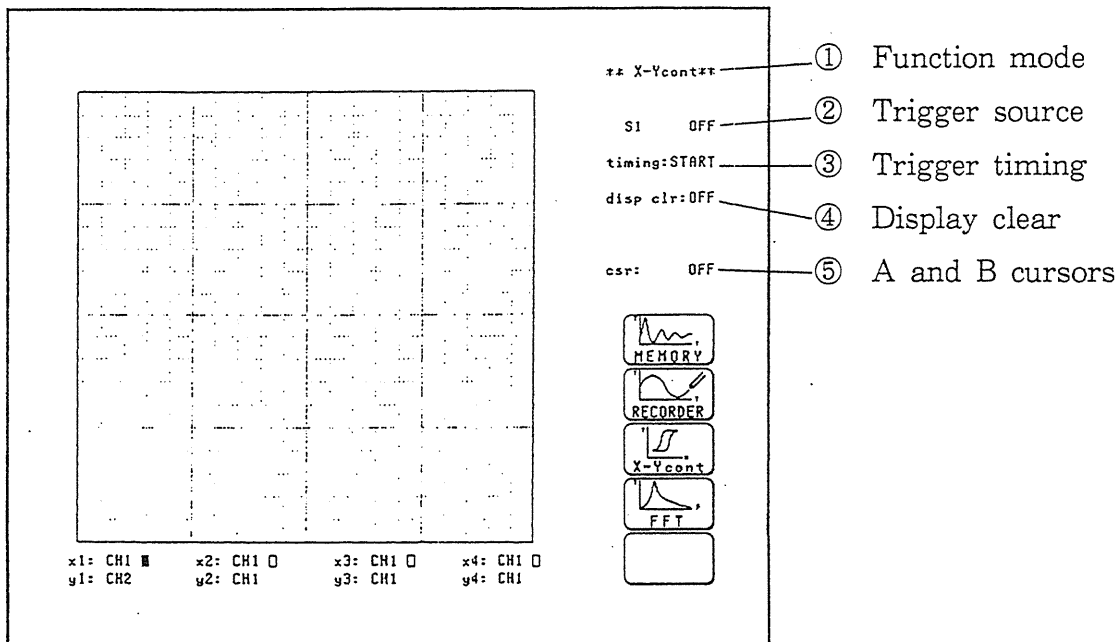 ** X-Ycont**
① Function mode
S1 OFF
② Trigger source
timing:START
③ Trigger timing
disp clr:OFF
④ Display clear
csr: OFF
⑤ A and B cursors
MEMORY
RECORDER
X-Ycont
FFT
x1: CH1 x2: CH1 x3: CH1 x4: CH1
y1: CH2 y2: CH1 y3: CH1 y4: CH1